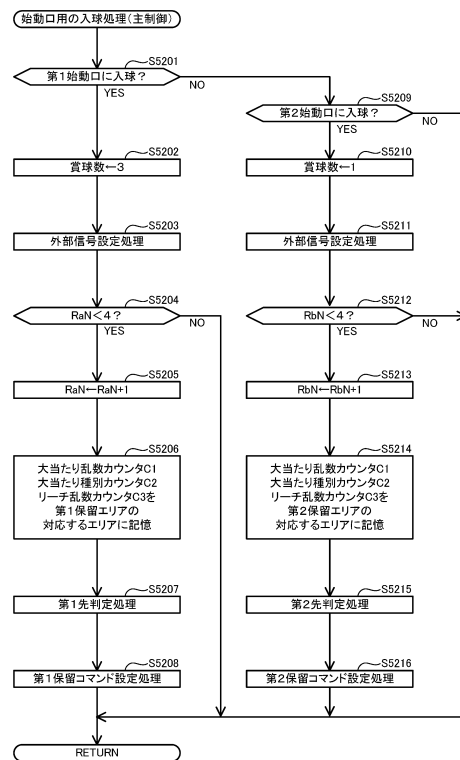 始動口用の入球処理(主制御)
S5201
第1始動口に入球？
NO
YES
S5202
賞球数←3
S5203
外部信号設定処理
S5204
RaN＜4？
NO
YES
S5205
RaN←RaN+1
S5206
大当たり乱数カウンタC1
大当たり種別カウンタC2
リーチ乱数カウンタC3を
第1保留エリアの
対応するエリアに記憶
S5207
第1先判定処理
S5208
第1保留コマンド設定処理
S5209
第2始動口に入球？
NO
YES
S5210
賞球数←1
S5211
外部信号設定処理
S5212
RbN＜4？
NO
YES
S5213
RbN←RbN+1
S5214
大当たり乱数カウンタC1
大当たり種別カウンタC2
リーチ乱数カウンタC3を
第2保留エリアの
対応するエリアに記憶
S5215
第2先判定処理
S5216
第2保留コマンド設定処理
RETURN